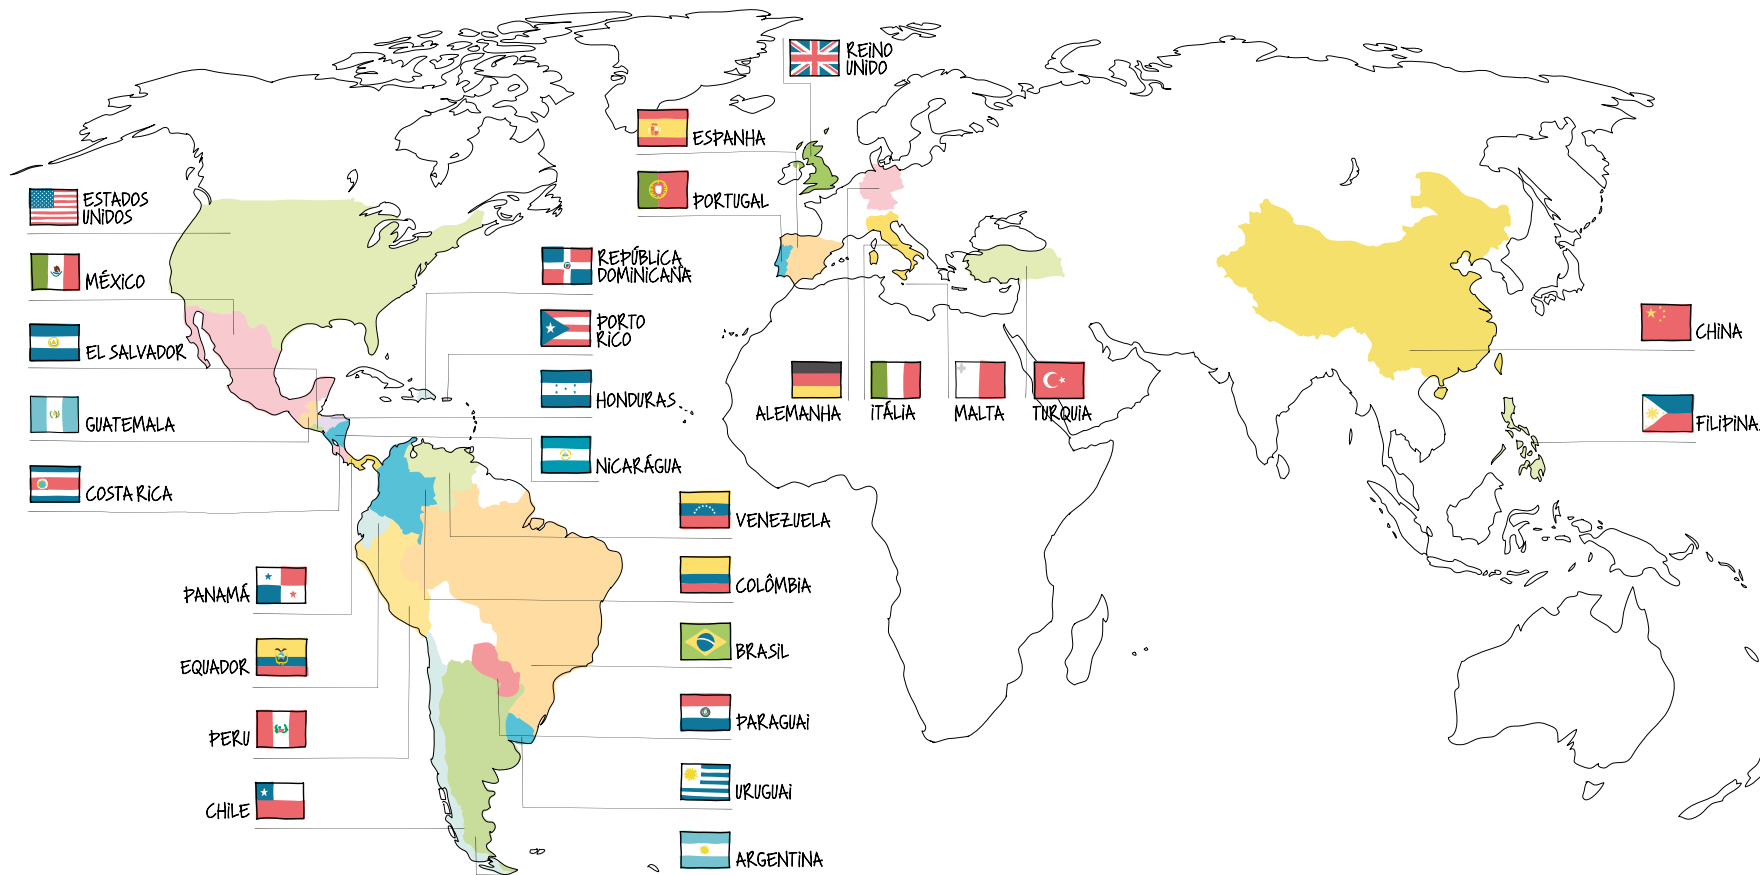 REINO
UNIDO
ESPANHA
PORTUGAL
ESTADOS
UNIDOS
MÉXICO
EL SALVADOR
GUATEMALA
COSTA RICA
REPÚBLICA
DOMINICANA
PORTO
RICO
HONDURAS
NICARÁGUA
ALEMANHA
ITÁLIA
MALTA
TURQUIA
CHINA
FILIPINA
VENEZUELA
COLÔMBIA
BRASIL
PARAGUAI
URUGUAI
ARGENTINA
PANAMÁ
EQUADOR
PERU
CHILE